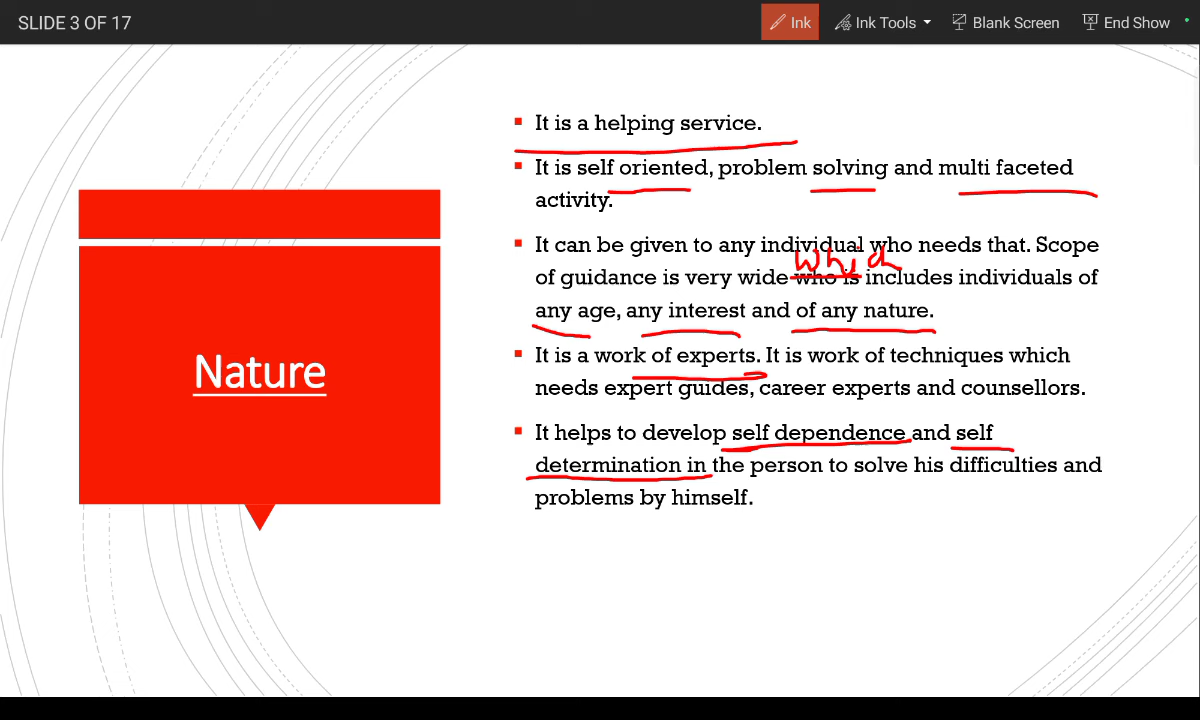 SLIDE 3 OF 17
Ink
Ink Tools
Blank Screen
End Show
Nature
It is a helping service.
It is self oriented, problem solving and multi faceted
activity.
It can be given to any individual who needs that. Scope
which
of guidance is very wide who is includes individuals of
any age, any interest and of any nature.
It is a work of experts. It is work of techniques which
needs expert guides, career experts and counsellors.
It helps to develop self dependence and self
determination in the person to solve his difficulties and
problems by himself.